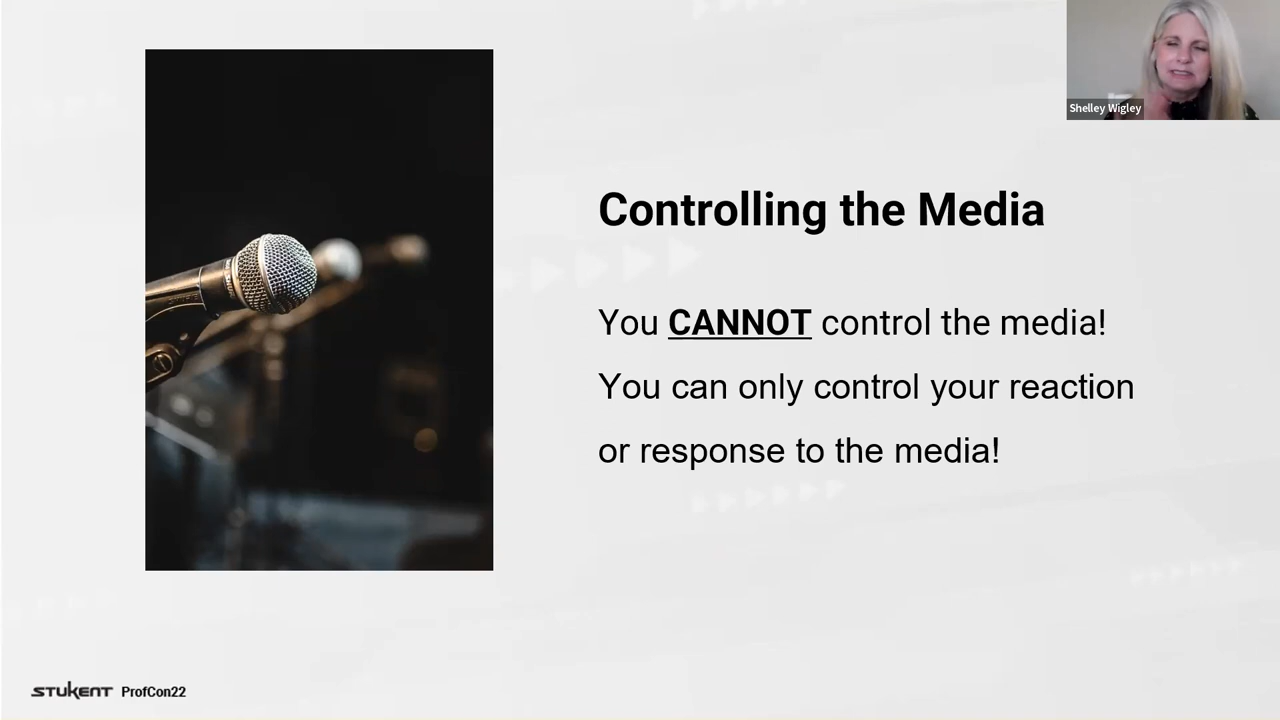 Shelley Wigley
Controlling the Media
You CANNOT control the media!
You can only control your reaction
or response to the media!
STUKENT ProfCon22